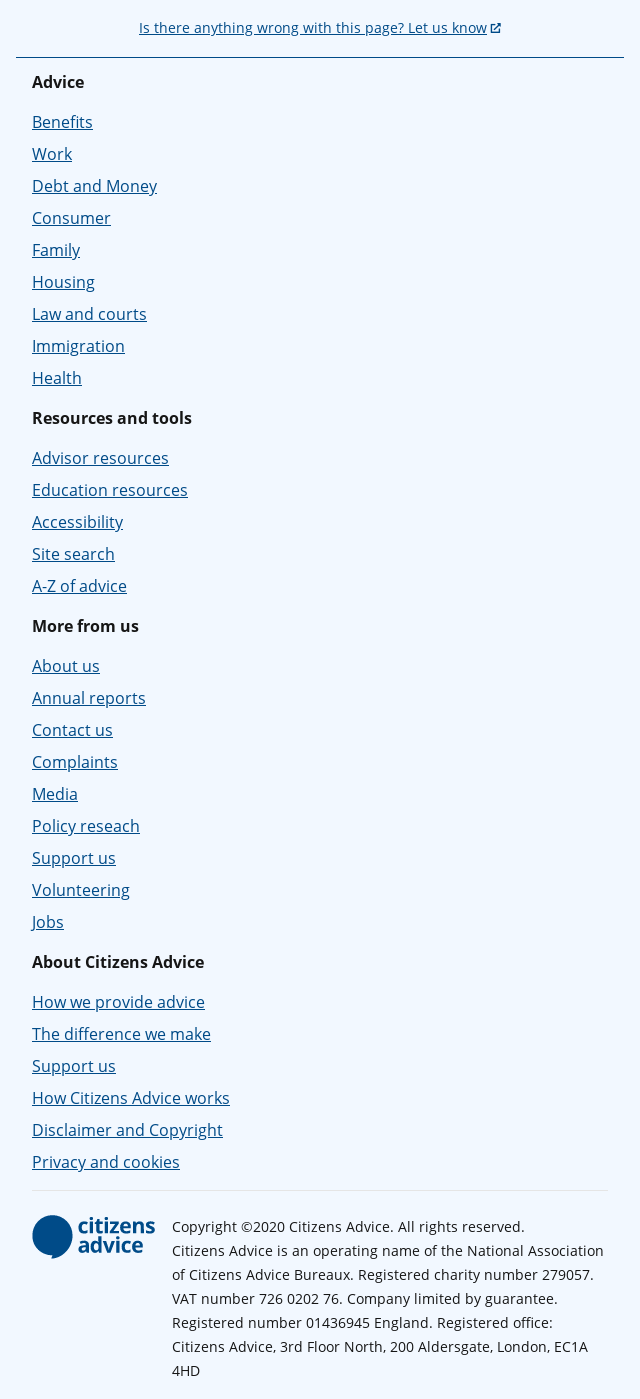 Is there anything wrong with this page? Let us know
Advice
Benefits
Work
Debt and Money
Consumer
Family
Housing
Law and courts
Immigration
Health
Resources and tools
Advisor resources
Education resources
Accessibility
Site search
A-Z of advice
More from us
About us
Annual reports
Contact us
Complaints
Media
Policy reseach
Support us
Volunteering
Jobs
About Citizens Advice
How we provide advice
The difference we make
Support us
How Citizens Advice works
Disclaimer and Copyright
Privacy and cookies
citizens
advice
Copyright ©2020 Citizens Advice. All rights reserved.
Citizens Advice is an operating name of the National Association
of Citizens Advice Bureaux. Registered charity number 279057.
VAT number 726 0202 76. Company limited by guarantee.
Registered number 01436945 England. Registered office:
Citizens Advice, 3rd Floor North, 200 Aldersgate, London, EC1A
4HD